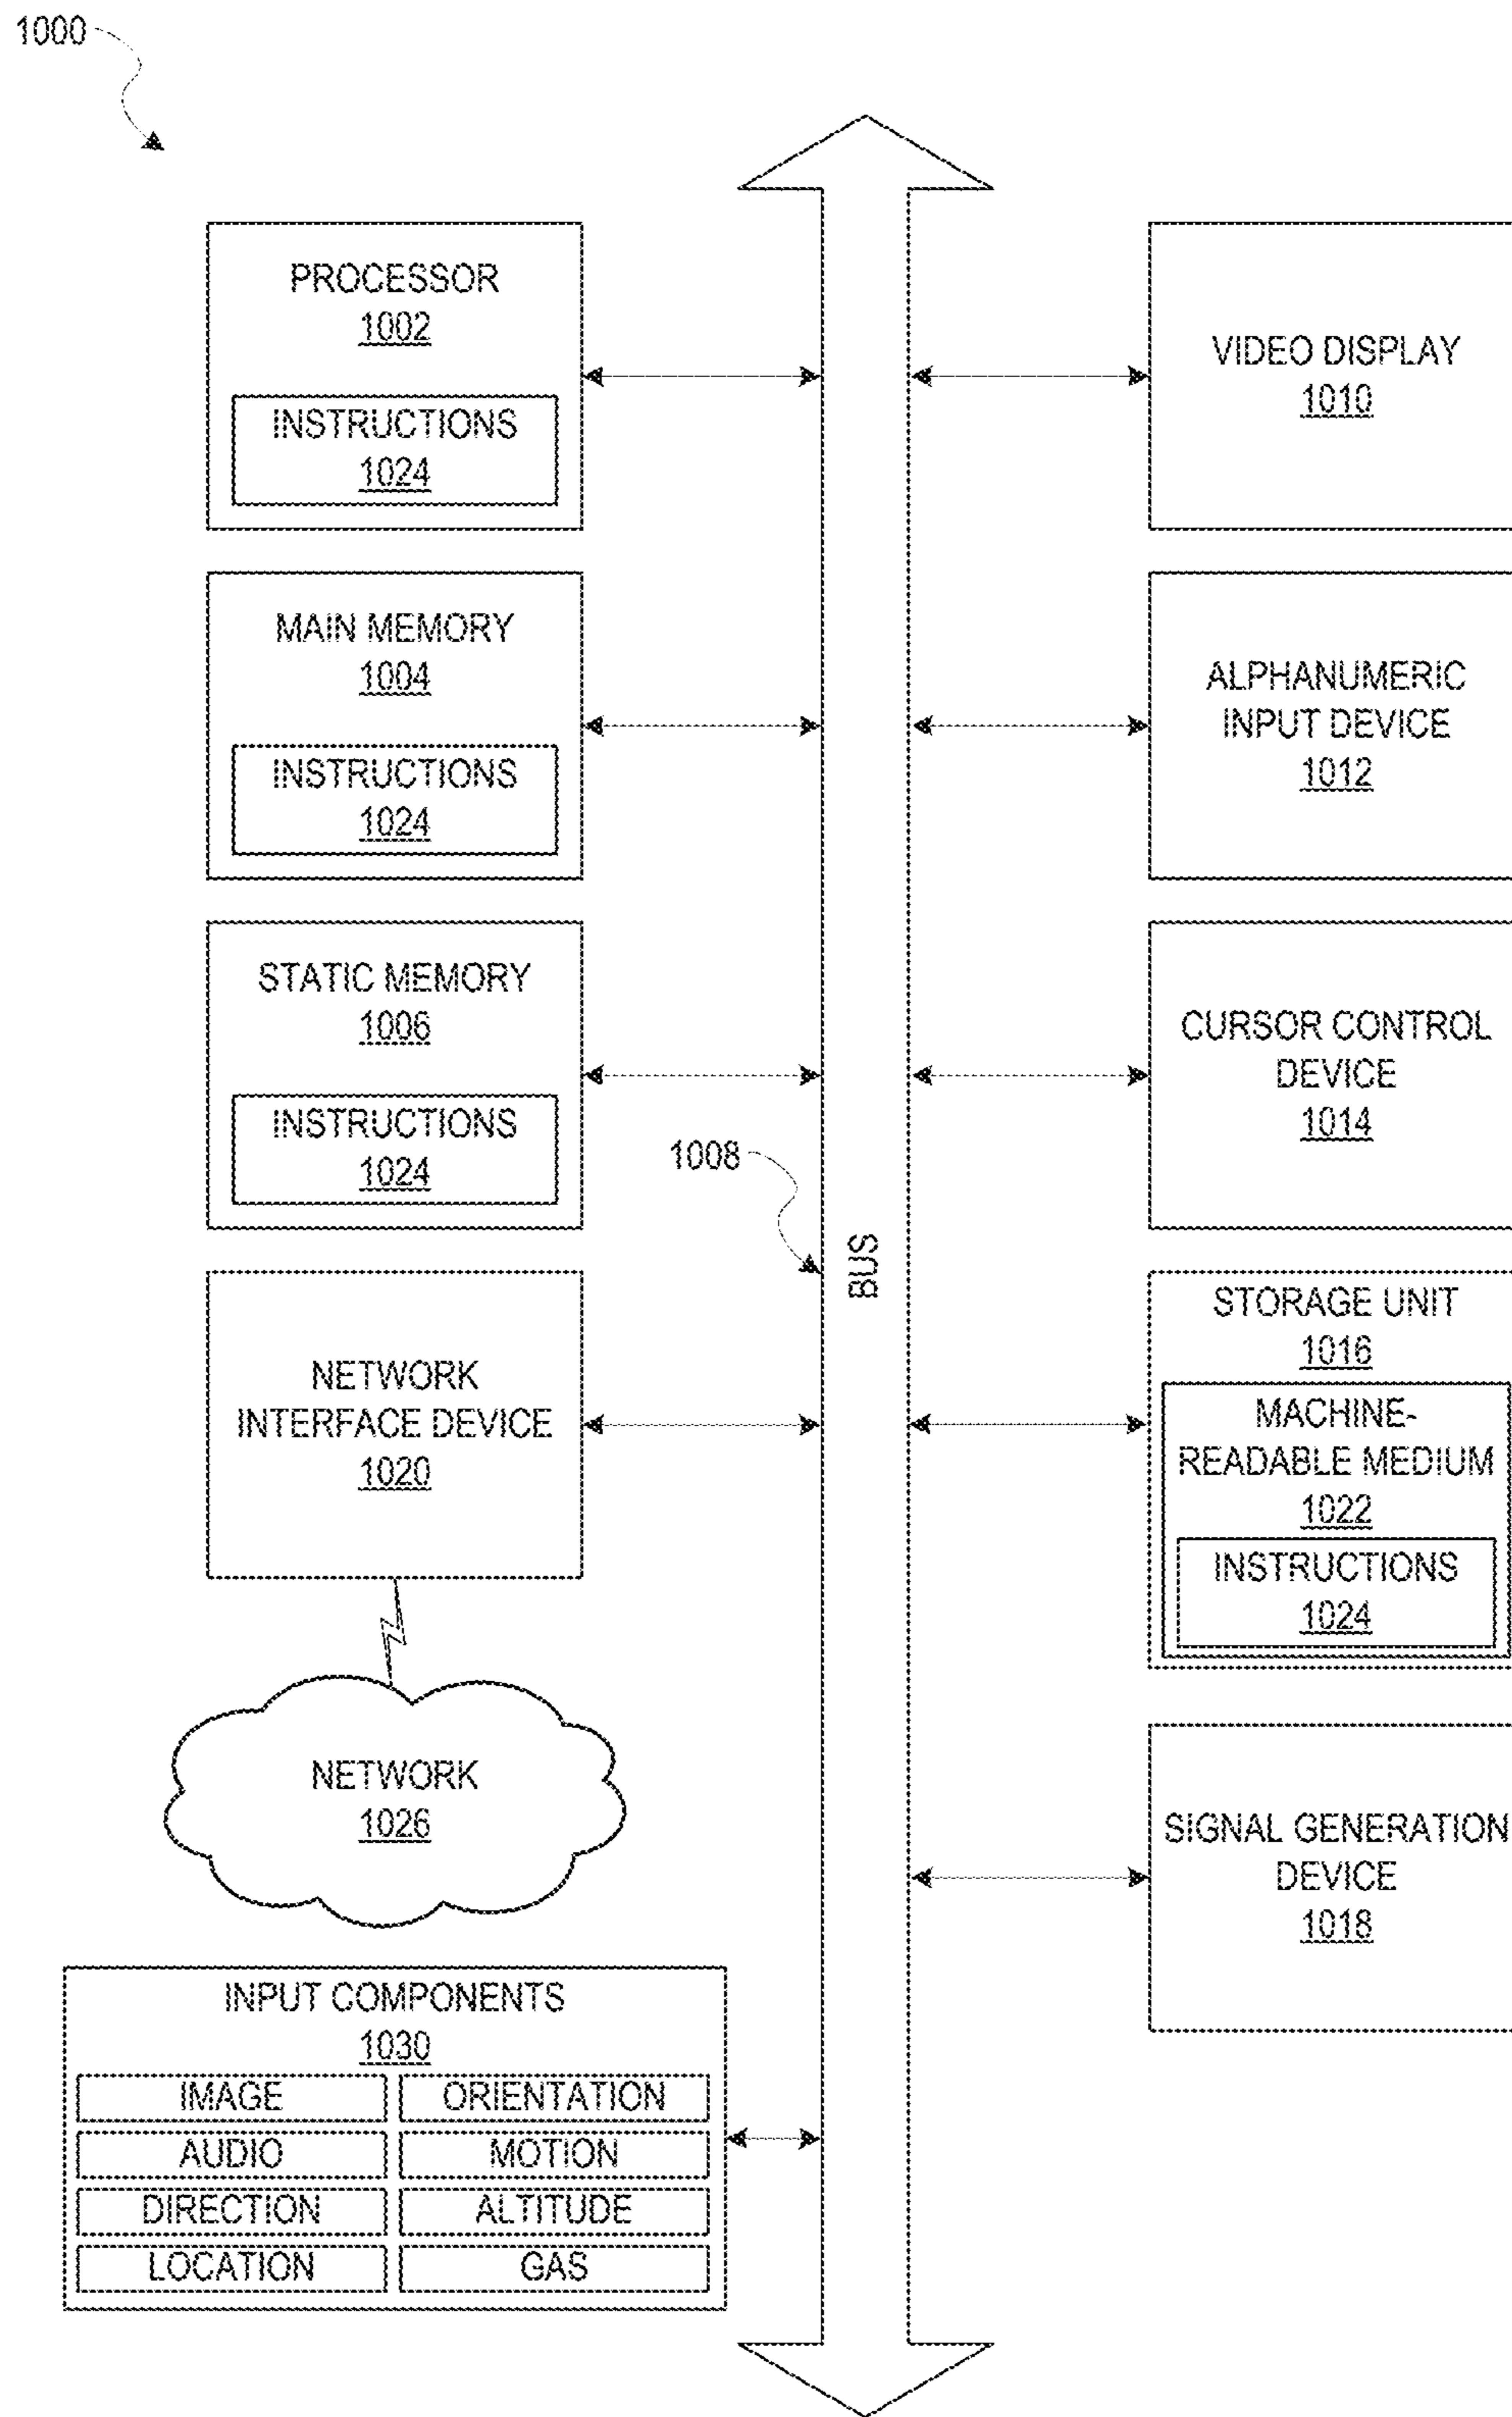 1000
PROCESSOR
1002
INSTRUCTIONS
1024
MAIN MEMORY
1004
INSTRUCTIONS
1024
STATIC MEMORY
1006
INSTRUCTIONS
1024
1008
NETWORK
INTERFACE DEVICE
1020
NETWORK
1026
INPUT COMPONENTS
1030
IMAGE
ORIENTATION
AUDIO
MOTION
DIRECTION
ALTITUDE
LOCATION
GAS
BUS
VIDEO DISPLAY
1010
ALPHANUMERIC
INPUT DEVICE
1012
CURSOR CONTROL
DEVICE
1014
STORAGE UNIT
1016
MACHINE-
READABLE MEDIUM
1022
INSTRUCTIONS
1024
SIGNAL GENERATION
DEVICE
1018